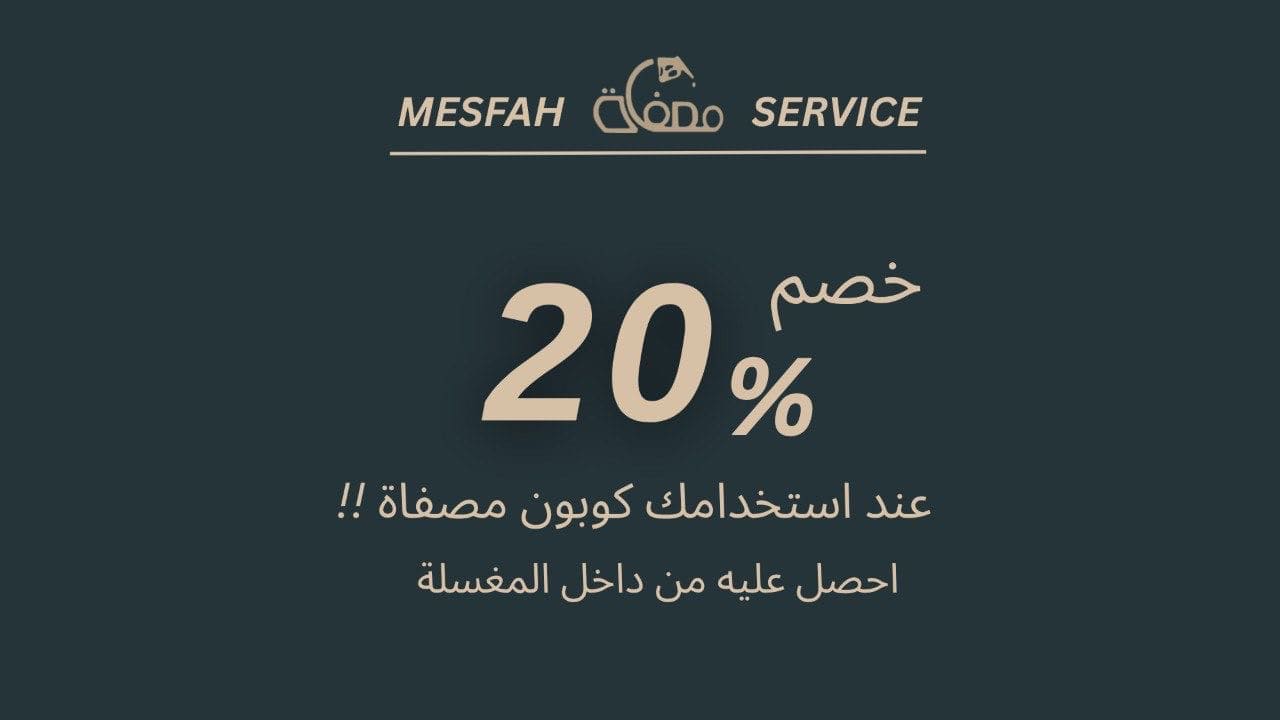 MESFAH مصفاة SERVICE
خصم
20%
عند استخدامك كوبون مصفاة !!
احصل عليه من داخل المغسلة